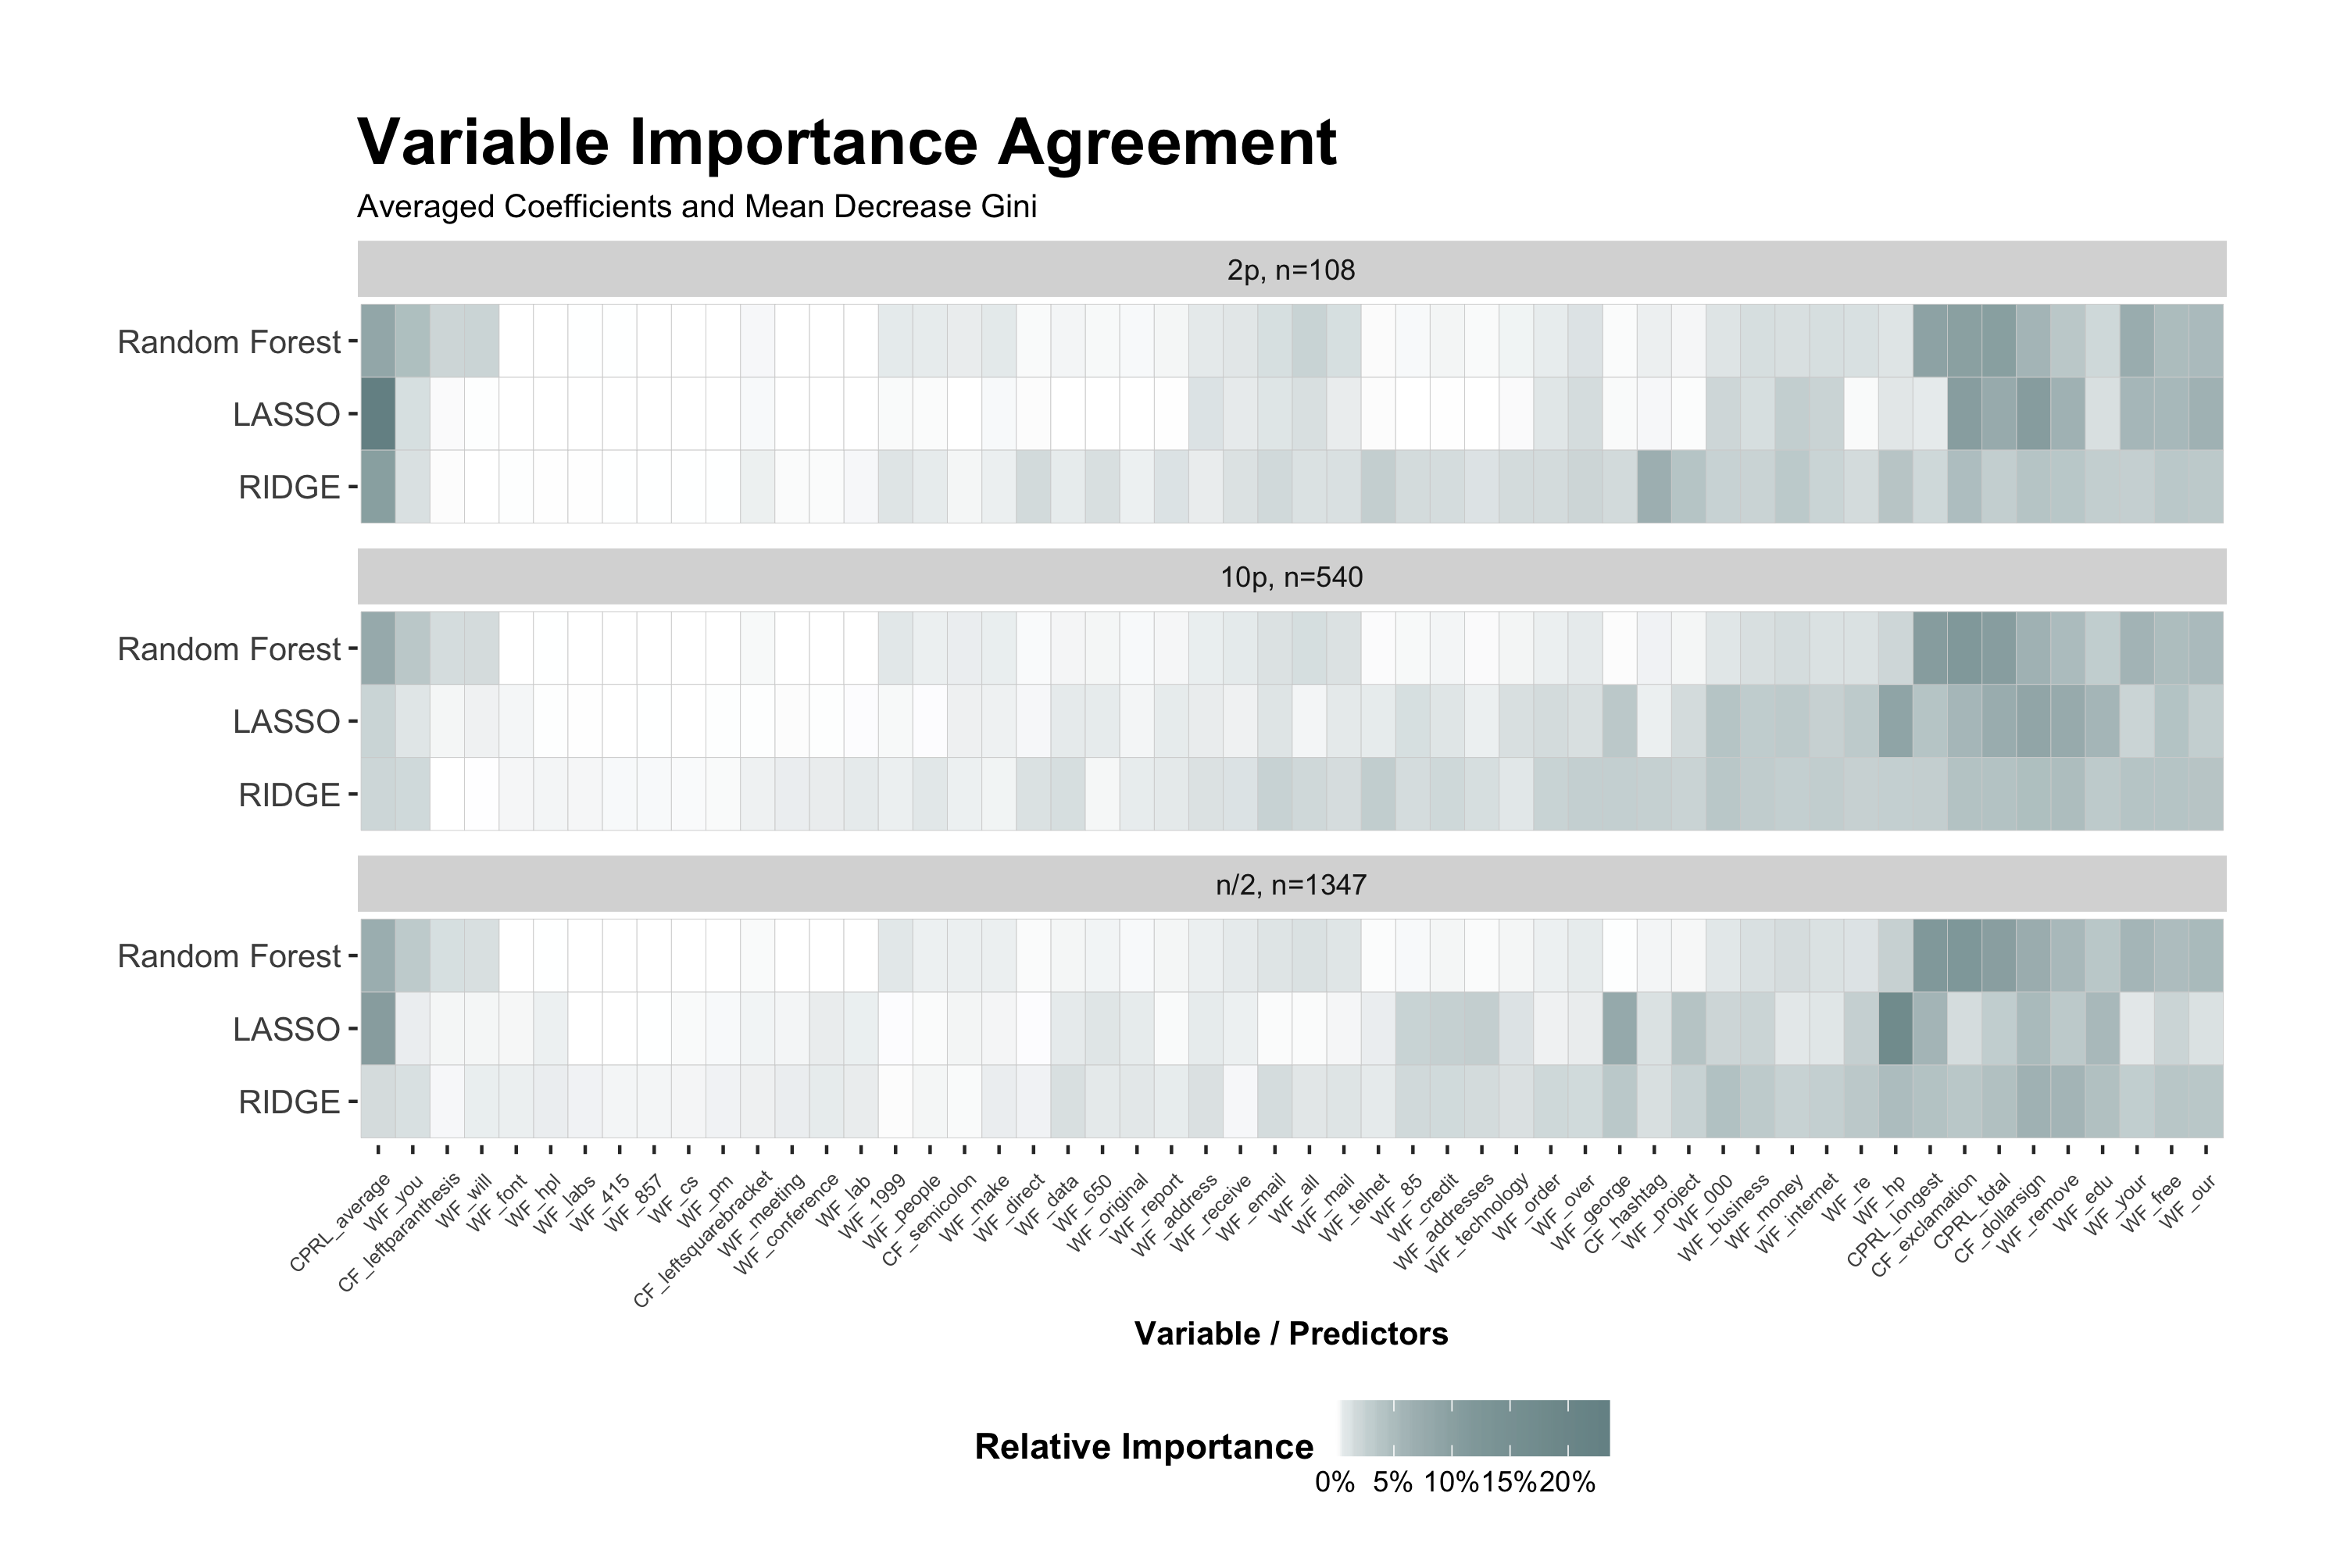 Variable Importance Agreement
Averaged Coefficients and Mean Decrease Gini
2p, n=108
Random Forest
LASSO
RIDGE
10p, n=540
Random Forest
LASSO
RIDGE
n/2, n=1347
Random Forest
LASSO
RIDGE
CPRL_average
WF_you
CF_leftparanthesis
WF_will
WF_font
WF_hpl
WF_labs
WF_415
WF_857
WF_cs
WF_pm
CF_leftsquarebracket
WF_meeting
WF_conference
WF_lab
WF_1999
WF_people
CF_semicolon
WF_make
WF_direct
WF_data
WF_650
WF_original
WF_report
WF_address
WF_receive
WF_email
WF_all
WF_mail
WF_telnet
WF_85
WF_credit
WF_addresses
WF_technology
WF_order
WF_over
WF_george
CF_hashtag
WF_project
WF_000
WF_business
WF_money
WF_internet
WF_re
WF_hp
CPRL_longest
CF_exclamation
CPRL_total
CF_dollarsign
WF_remove
WF_edu
WF_your
WF_free
WF_our
Variable / Predictors
Relative Importance
0% 5% 10% 15% 20%